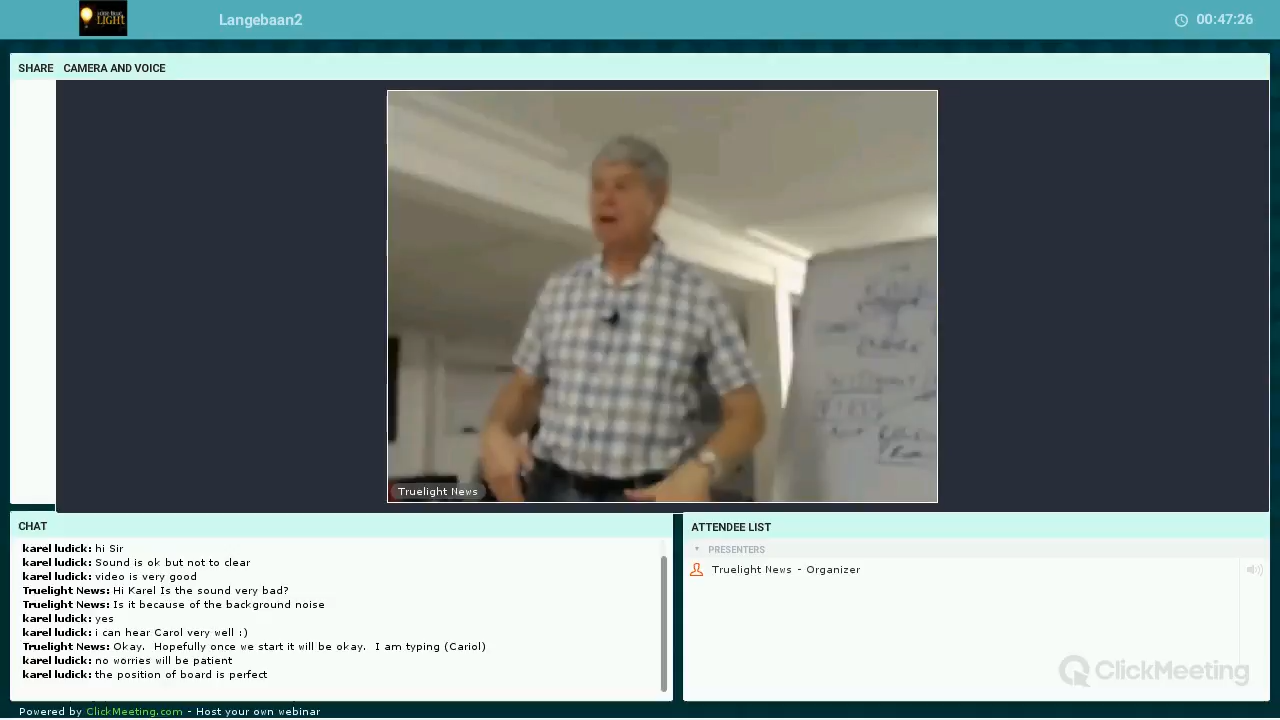 LIGHT
Langebaan2
00:47:26
SHARE CAMERA AND VOICE
Truelight News
CHAT
karel ludick: hi Sir
karel ludick: Sound is ok but not to clear
karel ludick: video is very good
Truelight News: Hi Karel Is the sound very bad?
Truelight News: Is it because of the background noise
karel ludick: yes
karel ludick: i can hear Carol very well :)
Truelight News: Okay. Hopefully once we start it will be okay. I am typing (Cariol)
karel ludick: no worries will be patient
karel ludick: the position of board is perfect
ATTENDEE LIST
PRESENTERS
Truelight News - Organizer
ClickMeeting
Powered by ClickMeeting.com - Host your own webinar